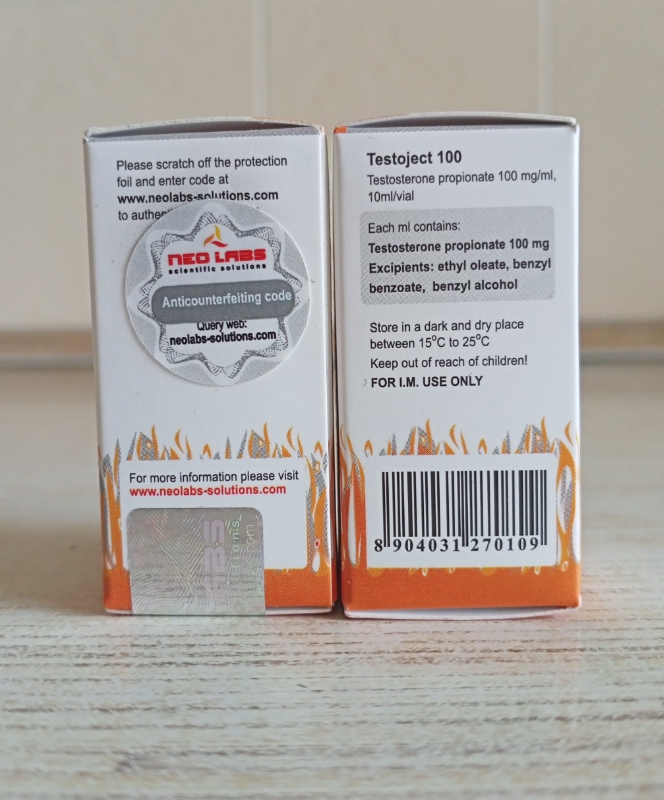 Please scratch off the protection
foil and enter code at
www.neolabs-solutions.com
to authen
NEO LABS
scientific solutions
Anticounterfeiting code
Query web:
neolabs-solutions.com
For more information please visit
www.neolabs-solutions.com
Testoject 100
Testosterone propionate 100 mg/ml,
10ml/vial
Each ml contains:
Testosterone propionate 100 mg
Excipients: ethyl oleate, benzyl
benzoate, benzyl alcohol
Store in a dark and dry place
between 15°C to 25°C
Keep out of reach of children!
FOR I.M. USE ONLY
8 904031 270109